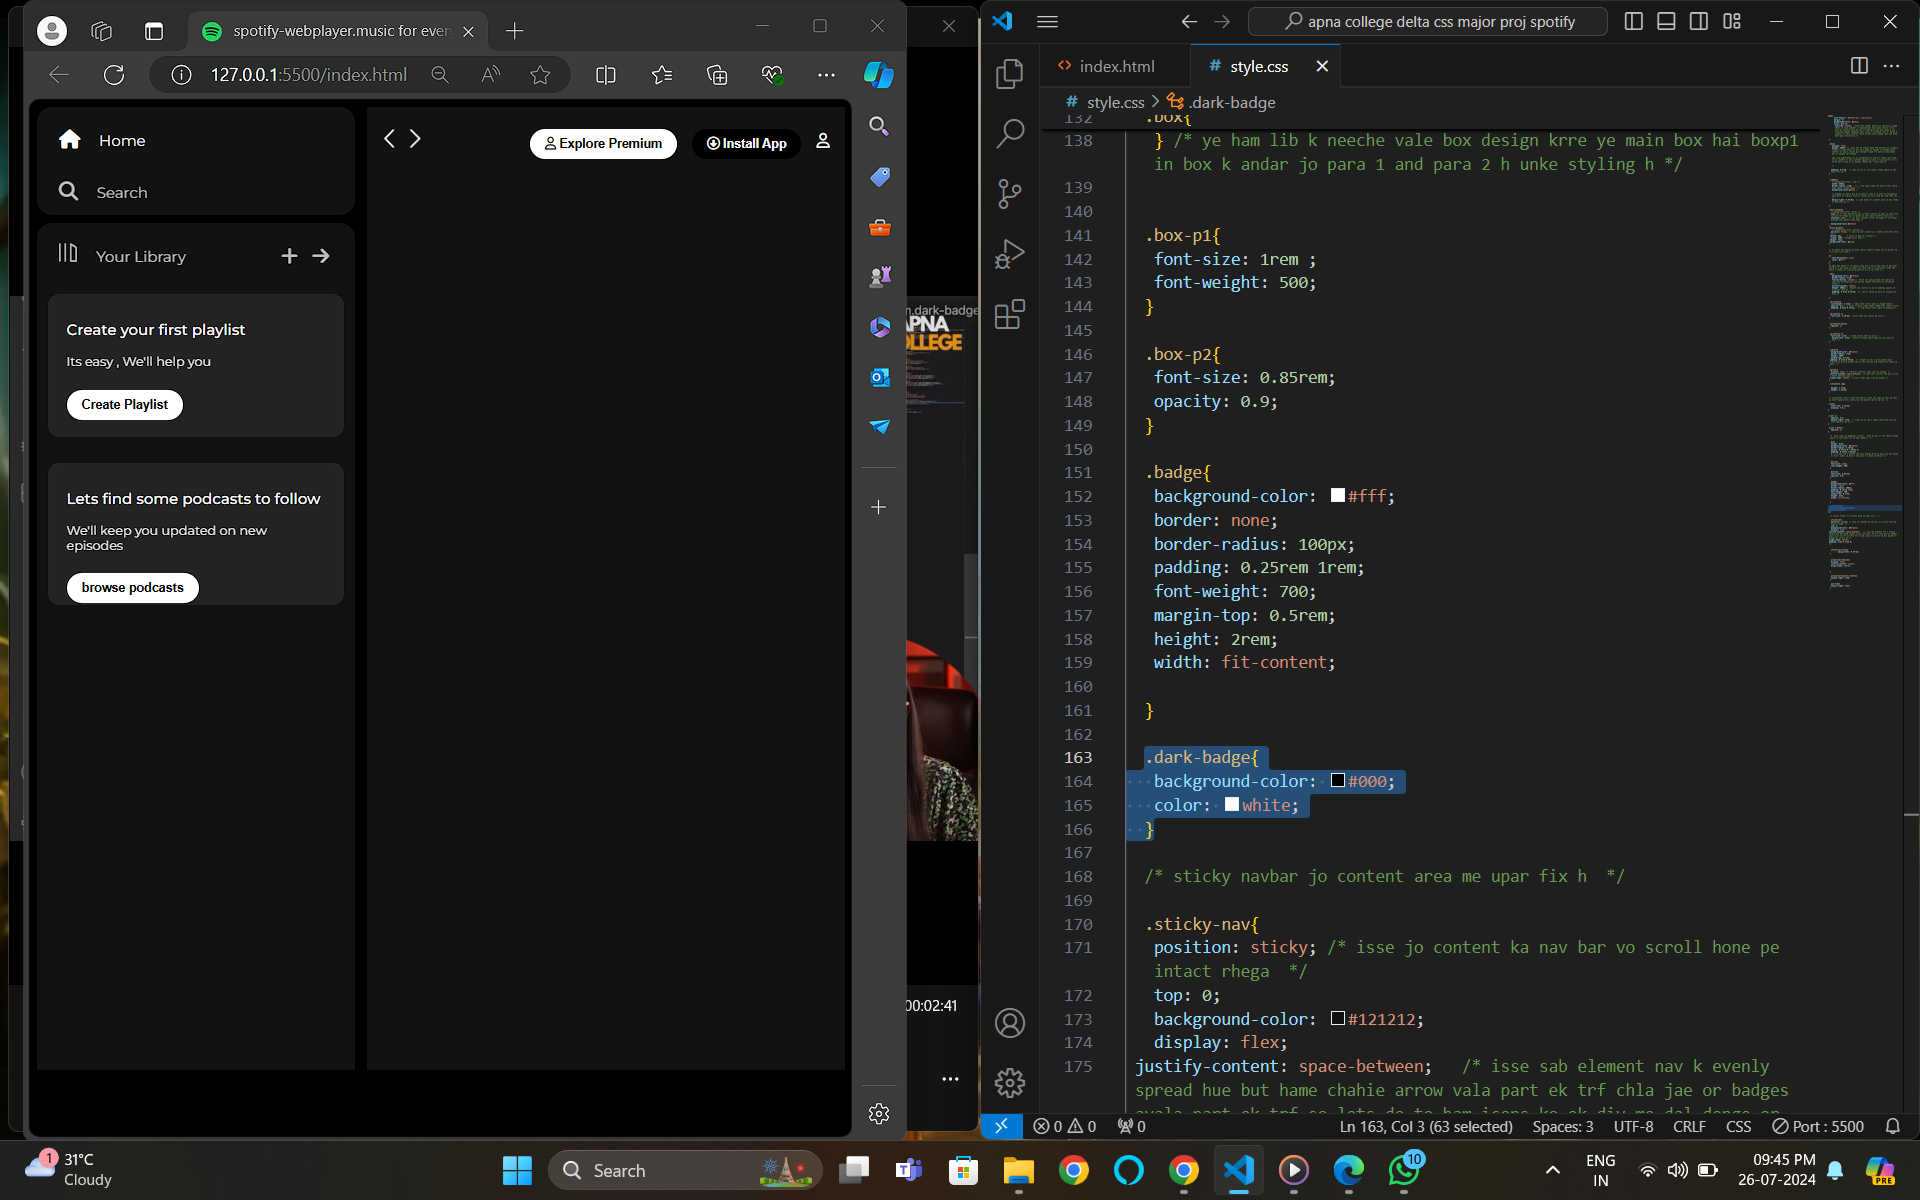 spotify-webplayer.music for ever
127.0.0.1:5500/index.html
Home
Search
Your Library
Create your first playlist
Its easy , We'll help you
Create Playlist
Lets find some podcasts to follow
We'll keep you updated on new
episodes
browse podcasts
Explore Premium
Install App
n.dark-badge
APNA
LLEGE
00:02:41
apna college delta css major proj spotify
index.html
# style.css
# style.css > .dark-badge
132 .box{
138 } /* ye ham lib k neeche vale box design krre ye main box hai boxp1
in box k andar jo para 1 and para 2 h unke styling h */
139
140
141 .box-p1{
142 font-size: 1rem ;
143 font-weight: 500;
144 }
145
146 .box-p2{
147 font-size: 0.85rem;
148 opacity: 0.9;
149 }
150
151 .badge{
152 background-color: #fff;
153 border: none;
154 border-radius: 100px;
155 padding: 0.25rem 1rem;
156 font-weight: 700;
157 margin-top: 0.5rem;
158 height: 2rem;
159 width: fit-content;
160
161 }
162
163 .dark-badge{
164 background-color: #000;
165 color: white;
166 }
167
168 /* sticky navbar jo content area me upar fix h */
169
170 .sticky-nav{
171 position: sticky; /* isse jo content ka nav bar vo scroll hone pe
intact rhega */
172 top: 0;
173 background-color: #121212;
174 display: flex;
175 justify-content: space-between; /* isse sab element nav k evenly
spread hue but hame chahie arrow vala part ek trf chla jae or badges
0 0 0 Ln 163, Col 3 (63 selected) Spaces: 3 UTF-8 CRLF CSS Port : 5500
1
31°C
Cloudy
Search
10
ENG
IN
09:45 PM
26-07-2024
PRE